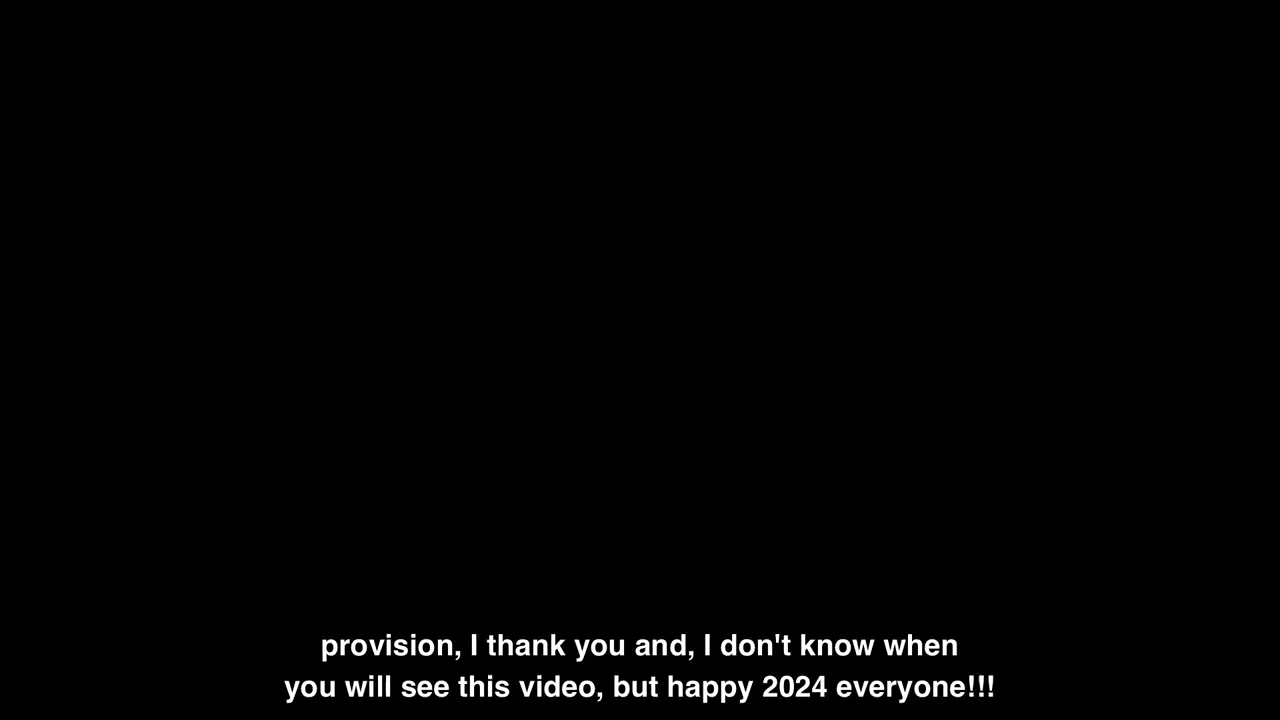 provision, I thank you and, I don't know when
you will see this video, but happy 2024 everyone!!!